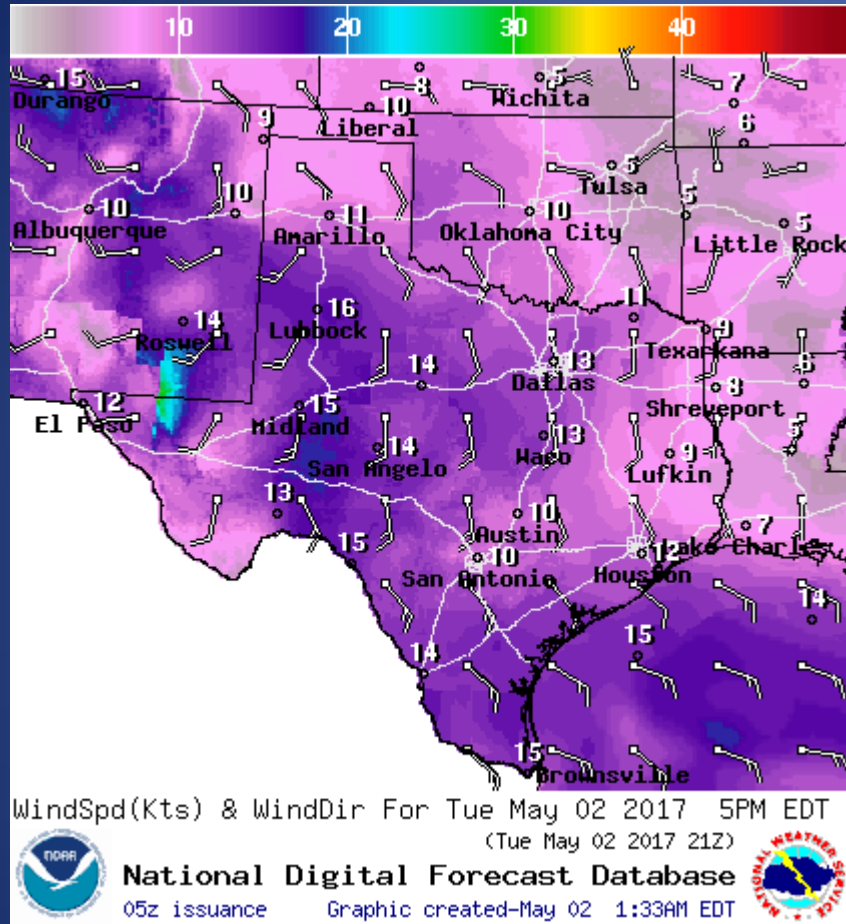 10 20 30 40
15 8 5 7
Durango Wichita
9 Liberal 10 6
5
Tulsa
10 10 11 10 5 5
Albuquerque Amarillo Oklahoma City Little Rock
14 16 11 9
Roswell Lubbock Texarkana
14 13
Dallas
12 15 8
El Paso Midland Shreveport
14 13 9 5
San Angelo Waco Lufkin
13 10 7
Austin Lake Charles
15 10 12
San Antonio Houston
14
14 15
15
Brownsville
WindSpd(Kts) & WindDir For Tue May 02 2017 5PM EDT
(Tue May 02 2017 21Z)
NOAA
NATIONAL WEATHER SERVICE
National Digital Forecast Database
05z issuance Graphic created-May 02 1:33AM EDT